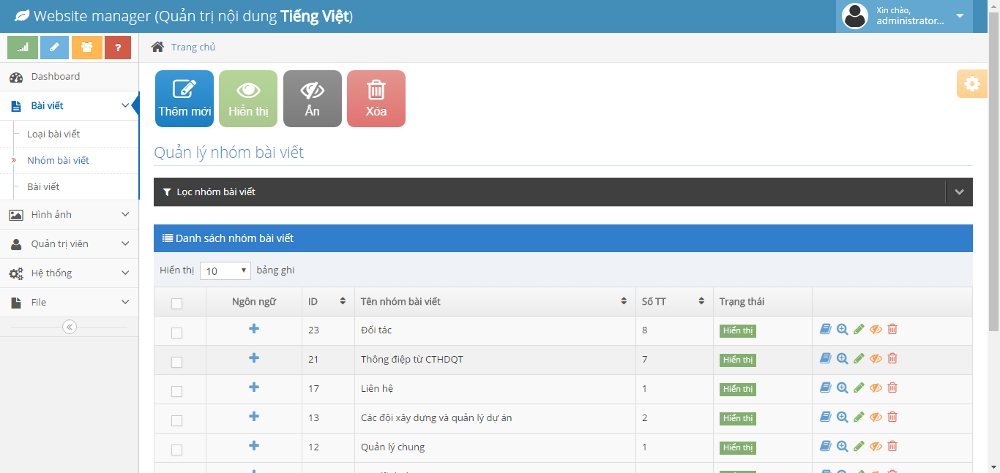 Website manager (Quản trị nội dung Tiếng Việt)
Xin chào,
administrator...
?
Trang chủ
Dashboard
Bài viết
Loại bài viết
Nhóm bài viết
Bài viết
Hình ảnh
Quản trị viên
Hệ thống
File
Thêm mới
Hiển thị
Ẩn
Xóa
Quản lý nhóm bài viết
Lọc nhóm bài viết
Danh sách nhóm bài viết
Hiển thị 10 bảng ghi
Ngôn ngữ ID Tên nhóm bài viết Số TT Trạng thái
23 Đối tác 8 Hiển thị
21 Thông điệp từ CTHDQT 7 Hiển thị
17 Liên hệ 1 Hiển thị
13 Các đội xây dựng và quản lý dự án 2 Hiển thị
12 Quản lý chung 1 Hiển thị